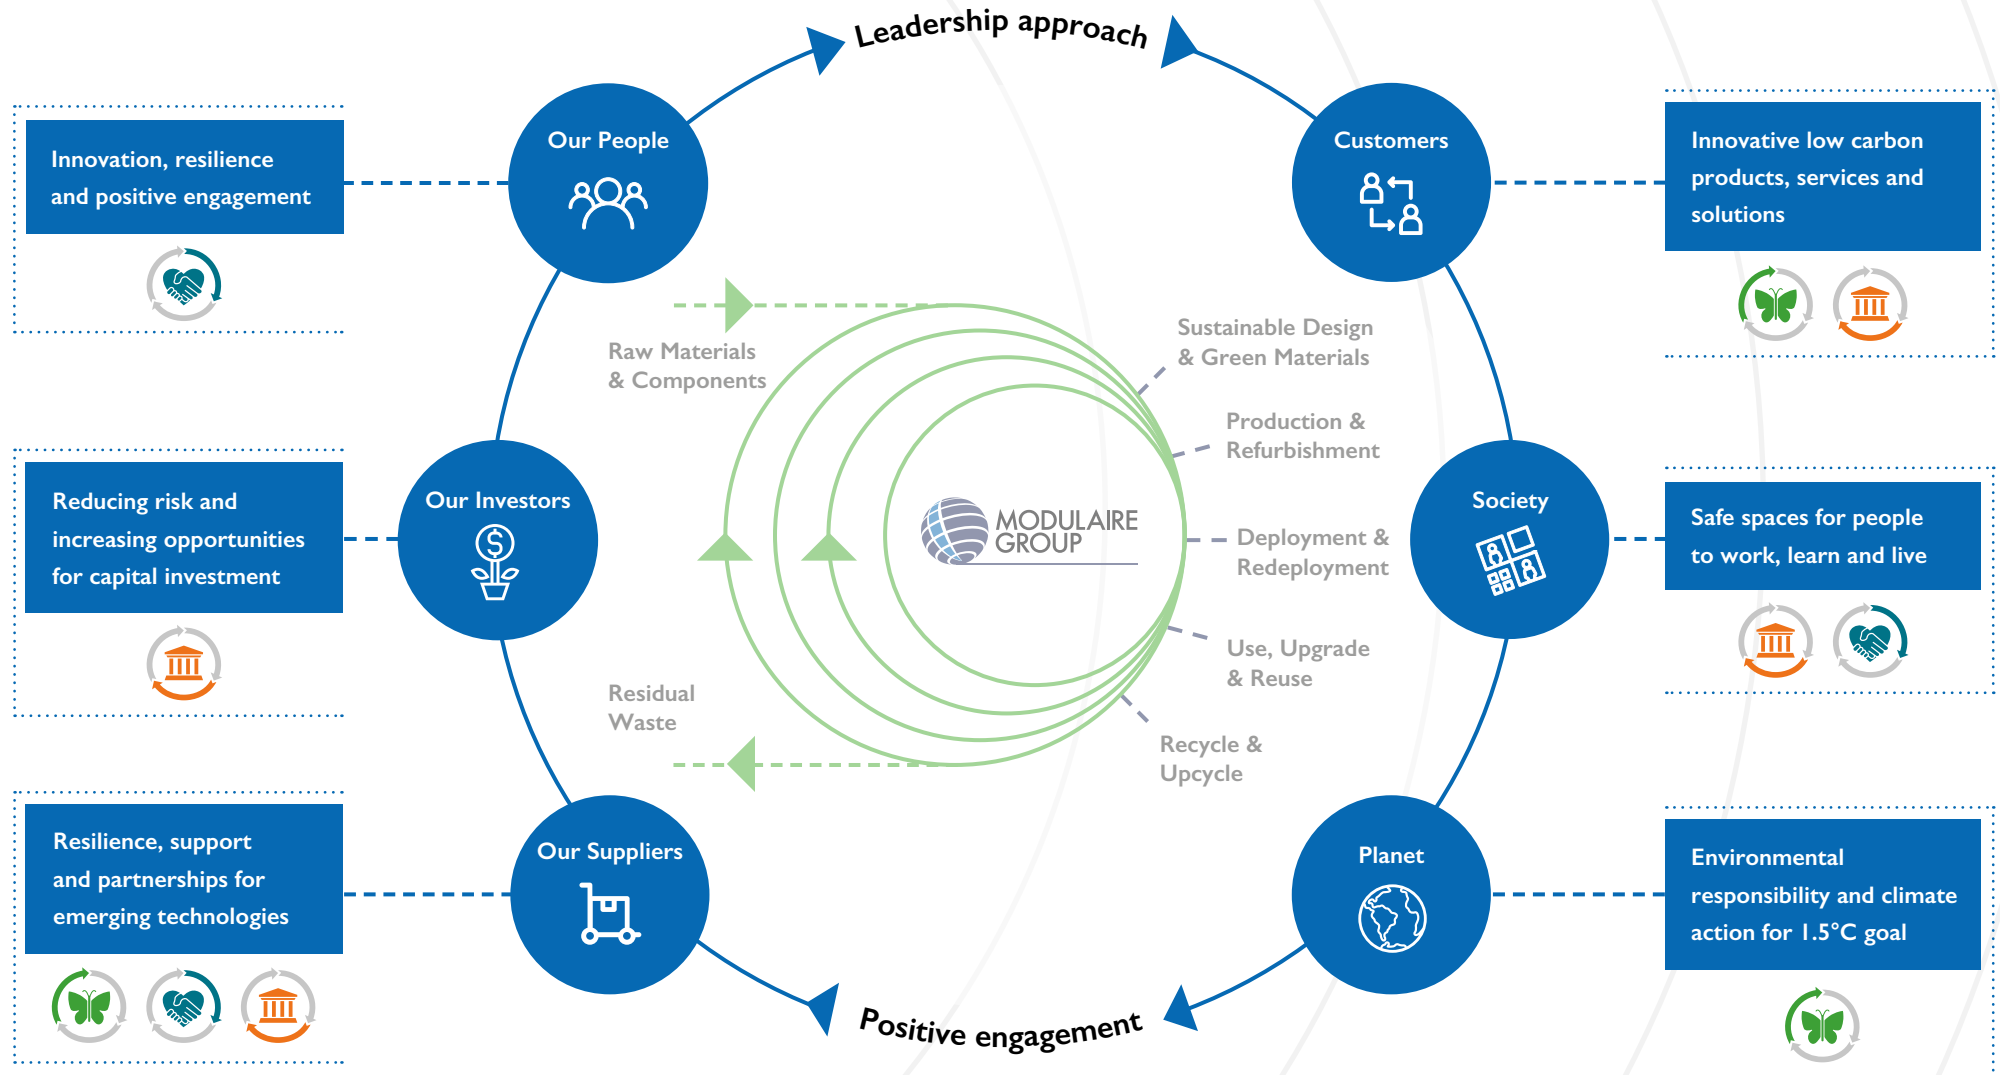 Leadership approach
Our People
Innovation, resilience
and positive engagement
Our Investors
Reducing risk and
increasing opportunities
for capital investment
Our Suppliers
Resilience, support
and partnerships for
emerging technologies
Raw Materials
& Components
Residual
Waste
MODULAIRE
GROUP
Sustainable Design
& Green Materials
Production &
Refurbishment
Deployment &
Redeployment
Use, Upgrade
& Reuse
Recycle &
Upcycle
Customers
Innovative low carbon
products, services and
solutions
Society
Safe spaces for people
to work, learn and live
Planet
Environmental
responsibility and climate
action for 1.5°C goal
Positive engagement